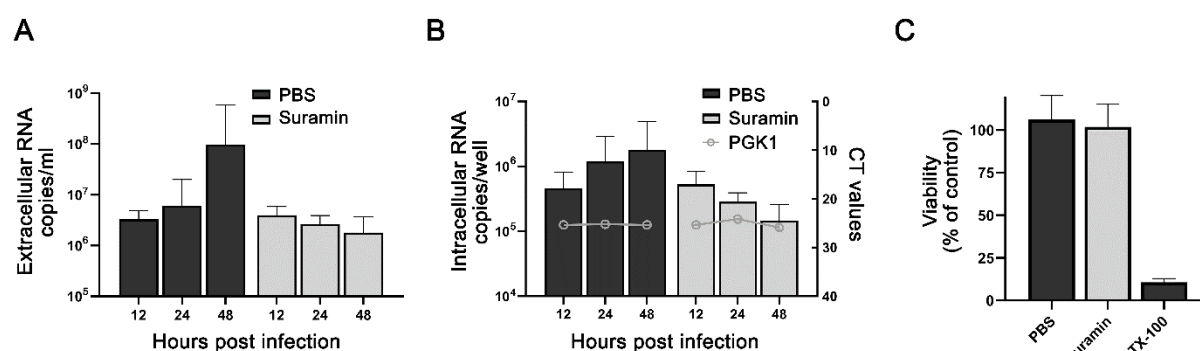 A
Extracellular RNA
copies/ml
10⁹
10⁸
10⁷
10⁶
10⁵
PBS
Suramin
12 24 48 12 24 48
Hours post infection
B
Intracellular RNA
copies/well
10⁷
10⁶
10⁵
10⁴
PBS
Suramin
PGK1
0
10
20
30
40
CT values
12 24 48 12 24 48
Hours post infection
C
Viability
(% of control)
100
75
50
25
0
PBS
Suramin
TX-100